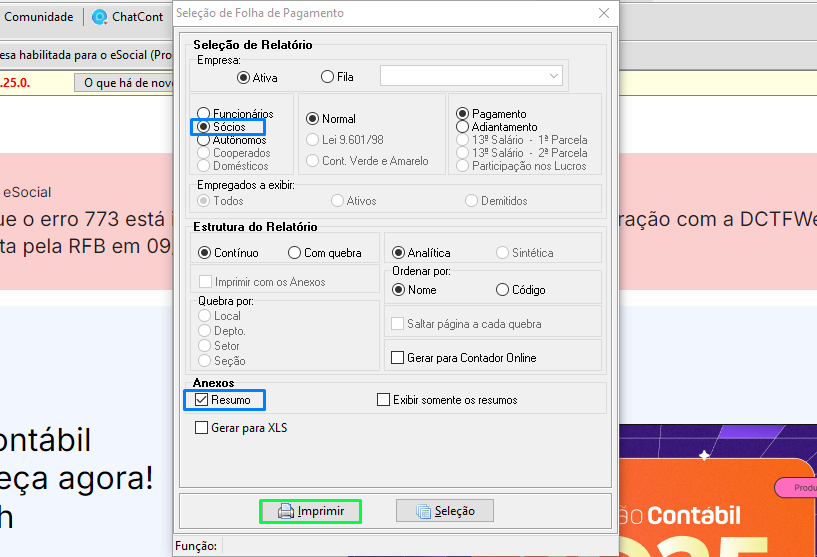 Comunidade
ChatCont
esa habilitada para o eSocial (Pro
.25.0.
O que há de nov
eSocial
ue o erro 773 está i
ração com a DCTFWe
ta pela RFB em 09,
ontábil
eça agora!
h
Seleção de Folha de Pagamento
Seleção de Relatório
Empresa:
Ativa
Fila
Funcionários
Sócios
Autônomos
Cooperados
Domésticos
Normal
Lei 9.601/98
Cont. Verde e Amarelo
Pagamento
Adiantamento
13º Salário - 1ª Parcela
13º Salário - 2ª Parcela
Participação nos Lucros
Empregados a exibir:
Todos
Ativos
Demitidos
Estrutura do Relatório
Contínuo
Com quebra
Analítica
Sintética
Imprimir com os Anexos
Ordenar por:
Nome
Código
Quebra por:
Local
Depto.
Setor
Seção
Saltar página a cada quebra
Gerar para Contador Online
Anexos
Resumo
Exibir somente os resumos
Gerar para XLS
Imprimir
Seleção
Função:
Produ
ão Contábil